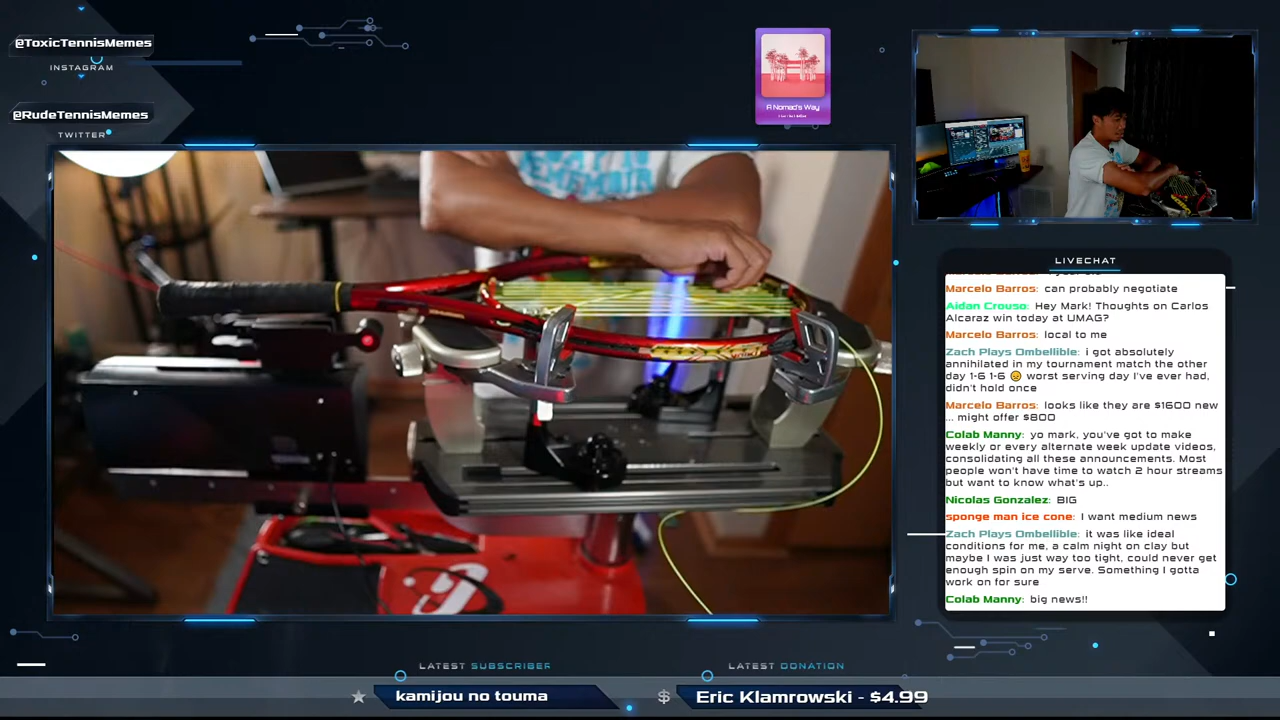 @ToxicTennisMemes
INSTAGRAM
@RudeTennisMemes
TWITTER
A Nomad's Way
LIVECHAT
Marcelo Barros: can probably negotiate
Aidan Crouso: Hey Mark! Thoughts on Carlos
Alcaraz win today at UMAG?
Marcelo Barros: local to me
Zach Plays Ombellible: i got absolutely
annihilated in my tournament match the other
day 1-6 1-6 😖 worst serving day I've ever had,
didn't hold once
Marcelo Barros: looks like they are $1600 new
... might offer $800
Colab Manny: yo mark, you've got to make
weekly or every alternate week update videos,
consolidating all these announcements. Most
people won't have time to watch 2 hour streams
but want to know what's up..
Nicolas Gonzalez: BIG
sponge man ice cone: I want medium news
Zach Plays Ombellible: it was like ideal
conditions for me, a calm night on clay but
maybe I was just way too tight, could never get
enough spin on my serve. Something I gotta
work on for sure
Colab Manny: big news!!
LATEST SUBSCRIBER
kamijou no touma
LATEST DONATION
$ Eric Klamrowski - $4.99